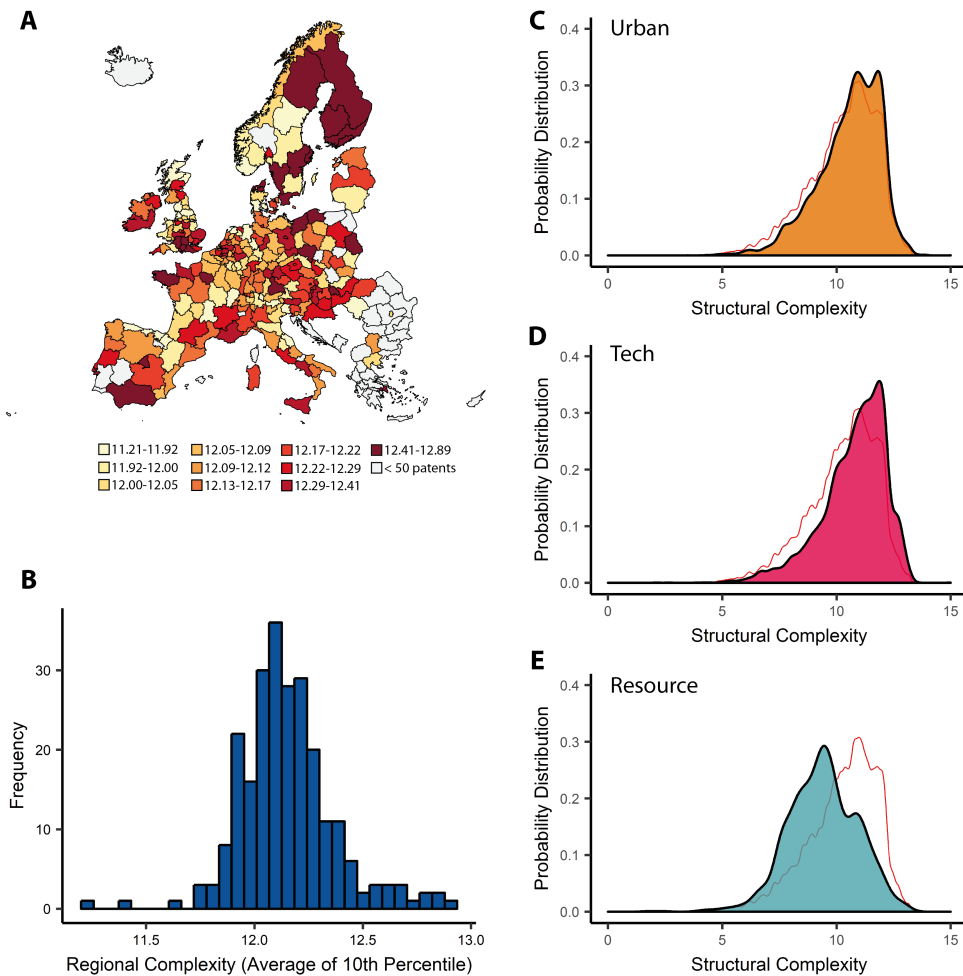 A
11.21-11.92
12.05-12.09
12.17-12.22
12.41-12.89
11.92-12.00
12.09-12.12
12.22-12.29
< 50 patents
12.00-12.05
12.13-12.17
12.29-12.41
B
Frequency
30
20
10
0
11.5
12.0
12.5
13.0
Regional Complexity (Average of 10th Percentile)
C
Urban
Probability Distribution
0.4
0.3
0.2
0.1
0.0
0
5
10
15
Structural Complexity
D
Tech
Probability Distribution
0.4
0.3
0.2
0.1
0.0
0
5
10
15
Structural Complexity
E
Resource
Probability Distribution
0.4
0.3
0.2
0.1
0.0
0
5
10
15
Structural Complexity